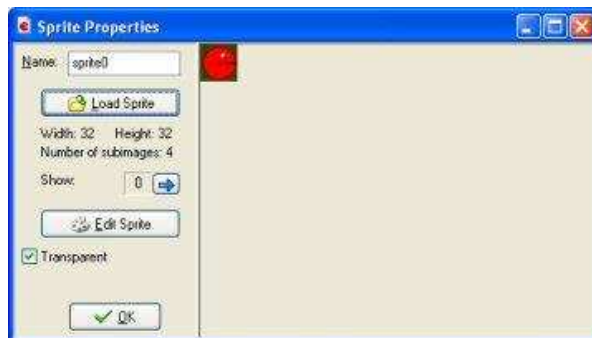 Sprite Properties
Name: sprite0
Load Sprite
Width: 32 Height: 32
Number of subimages: 4
Show: 0
Edit Sprite
Transparent
OK